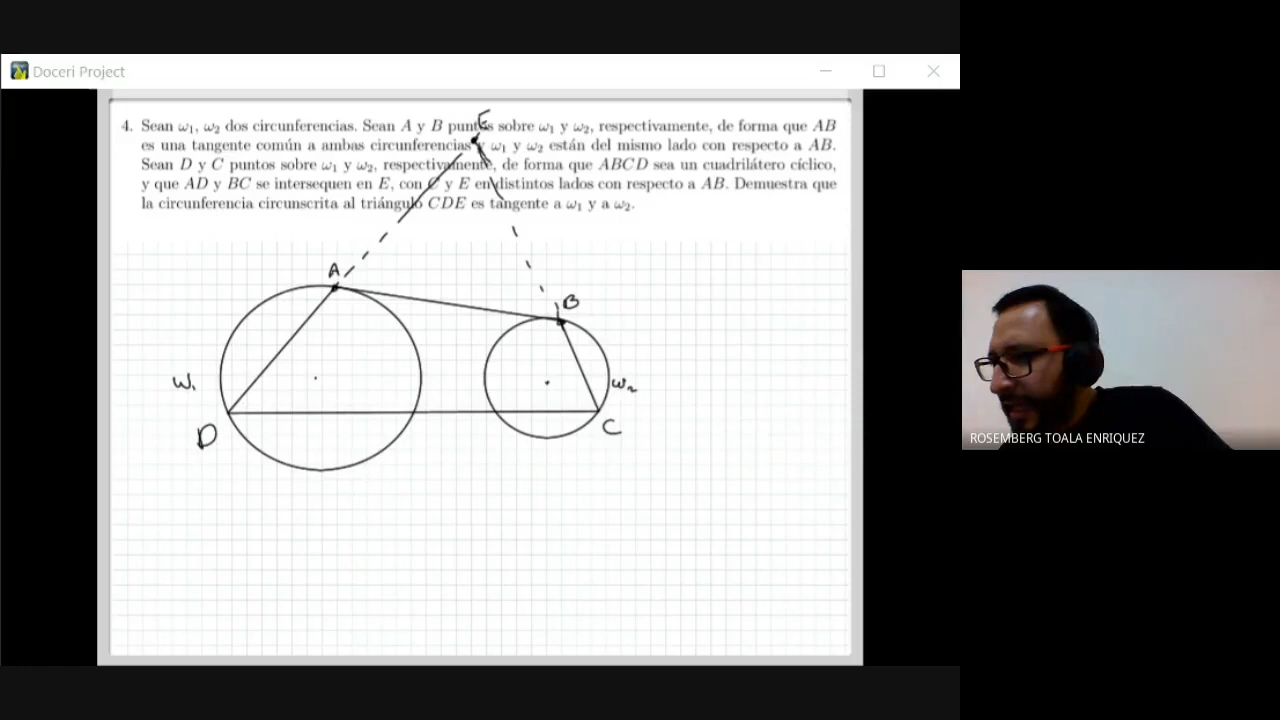 Doceri Project
4. Sean ω₁, ω₂ dos circunferencias. Sean A y B puntos sobre ω₁ y ω₂, respectivamente, de forma que AB
es una tangente común a ambas circunferencias y ω₁ y ω₂ están del mismo lado con respecto a AB.
Sean D y C puntos sobre ω₁ y ω₂, respectivamente, de forma que ABCD sea un cuadrilátero cíclico,
y que AD y BC se intersequen en E, con C y E en distintos lados con respecto a AB. Demuestra que
la circunferencia circunscrita al triángulo CDE es tangente a ω₁ y a ω₂.
E
A
B
ω₁
ω₂
D
C
ROSEMBERG TOALA ENRIQUEZ